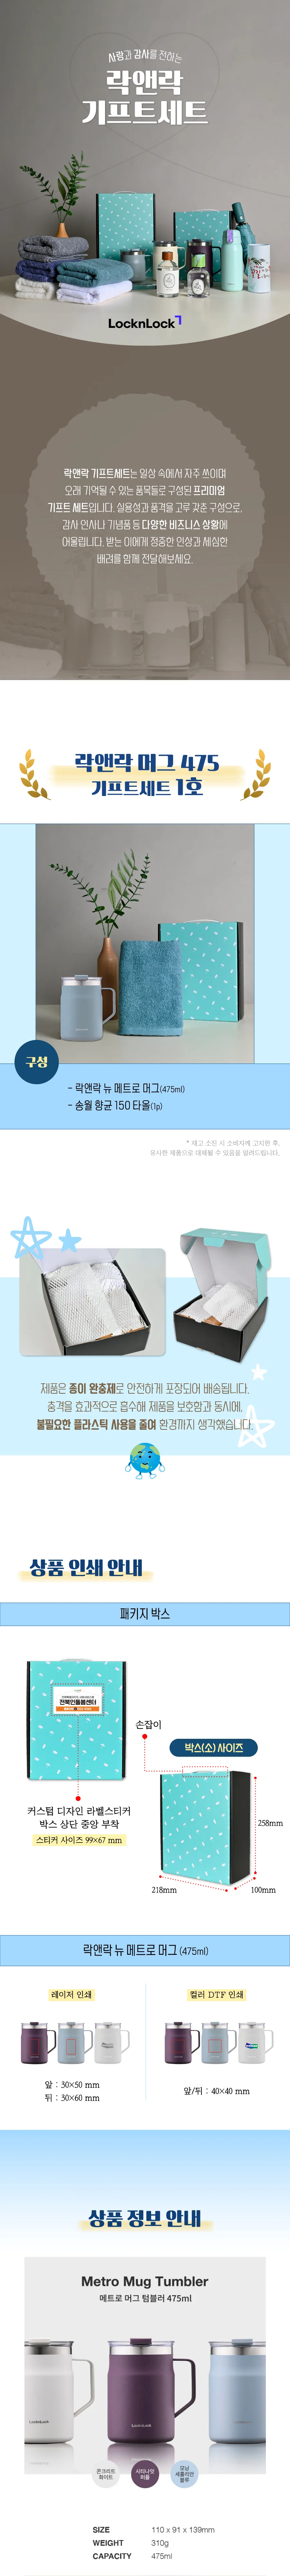 사랑과 감사를 전하는
락앤락
기프트세트
LocknLock
락앤락 기프트세트는 일상 속에서 자주 쓰이며
오래 기억될 수 있는 품목들로 구성된 프리미엄
기프트 세트입니다. 실용성과 품격을 고루 갖춘 구성으로,
감사 인사나 기념품 등 다양한 비즈니스 상황에
어울립니다. 받는 이에게 정중한 인상과 세심한
배려를 함께 전달해보세요.
락앤락 머그 475
기프트세트 1호
구성
- 락앤락 뉴 메트로 머그(475ml)
- 송월 향균 150 타올(1p)
* 재고 소진 시 소비자께 고지한 후,
유사한 제품으로 대체될 수 있음을 알려드립니다.
제품은 종이 완충제로 안전하게 포장되어 배송됩니다.
충격을 효과적으로 흡수해 제품을 보호함과 동시에,
불필요한 플라스틱 사용을 줄여 환경까지 생각했습니다.
상품 인쇄 안내
패키지 박스
전북인틀봄센터
손잡이
커스텀 디자인 라벨스티커
박스 상단 중앙 부착
스티커 사이즈 99×67 mm
박스(소) 사이즈
258mm
218mm
100mm
락앤락 뉴 메트로 머그 (475ml)
레이저 인쇄
컬러 DTF 인쇄
앞 : 30×50 mm
뒤 : 30×60 mm
앞/뒤 : 40×40 mm
상품 정보 안내
Metro Mug Tumbler
메트로 머그 텀블러 475ml
LocknLock
LocknLock
LocknLock
콘크리트
화이트
시티나잇
퍼플
모닝
새틀라인
블루
SIZE 110 x 91 x 139mm
WEIGHT 310g
CAPACITY 475ml